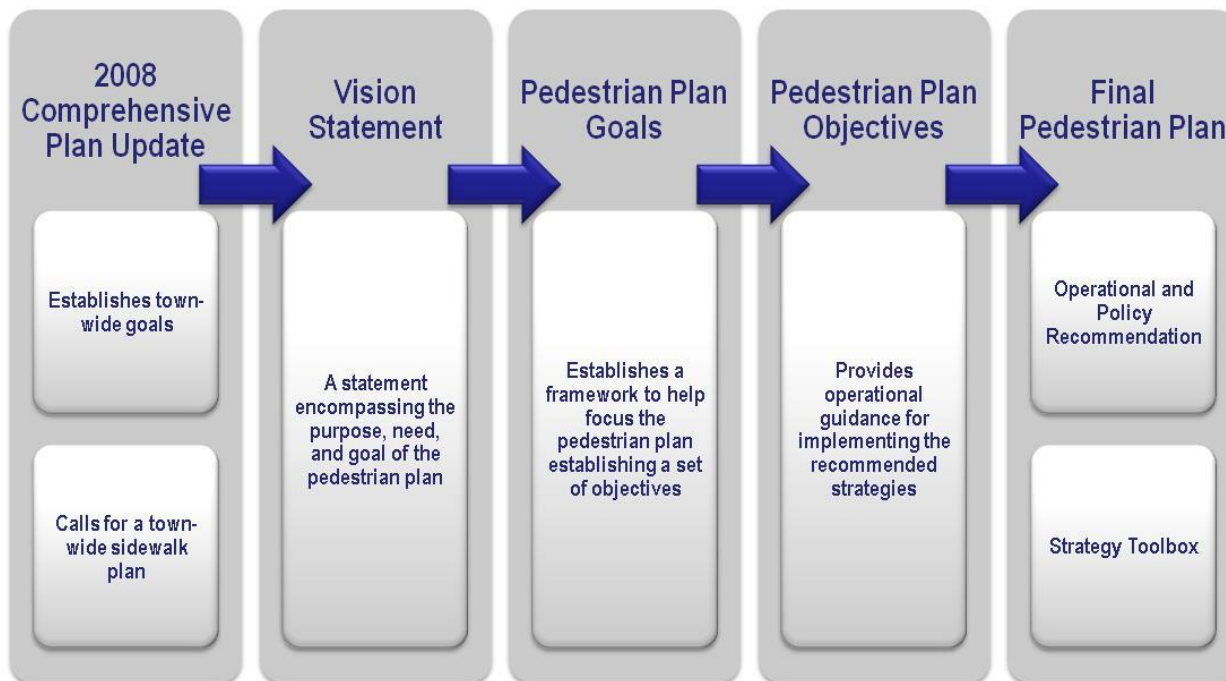 2008
Comprehensive
Plan Update
Establishes town-
wide goals
Calls for a town-
wide sidewalk
plan
Vision
Statement
A statement
encompassing the
purpose, need,
and goal of the
pedestrian plan
Pedestrian Plan
Goals
Establishes a
framework to help
focus the
pedestrian plan
establishing a set
of objectives
Pedestrian Plan
Objectives
Provides
operational
guidance for
implementing the
recommended
strategies
Final
Pedestrian Plan
Operational and
Policy
Recommendation
Strategy Toolbox